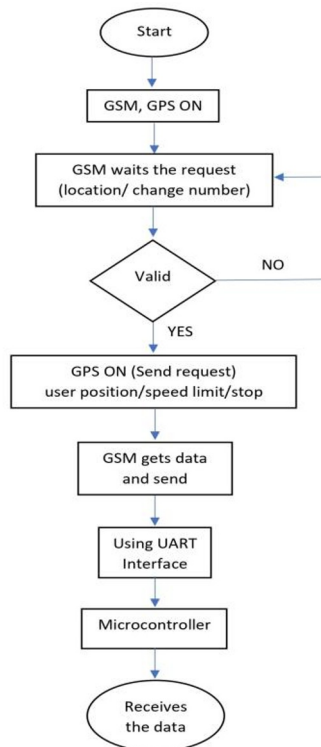 Start
GSM, GPS ON
GSM waits the request
(location/ change number)
Valid
NO
YES
GPS ON (Send request)
user position/speed limit/stop
GSM gets data
and send
Using UART
Interface
Microcontroller
Receives
the data